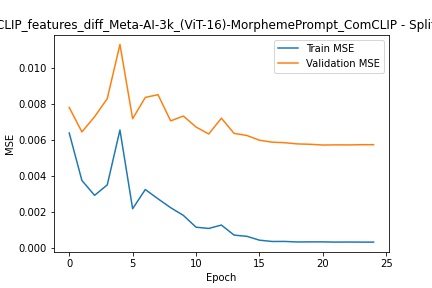 CLIP_features_diff_Meta-AI-3k_(ViT-16)-MorphemePrompt_ComCLIP - Split
Train MSE
Validation MSE
0.010
0.008
0.006
0.004
0.002
0.000
MSE
0 5 10 15 20 25
Epoch